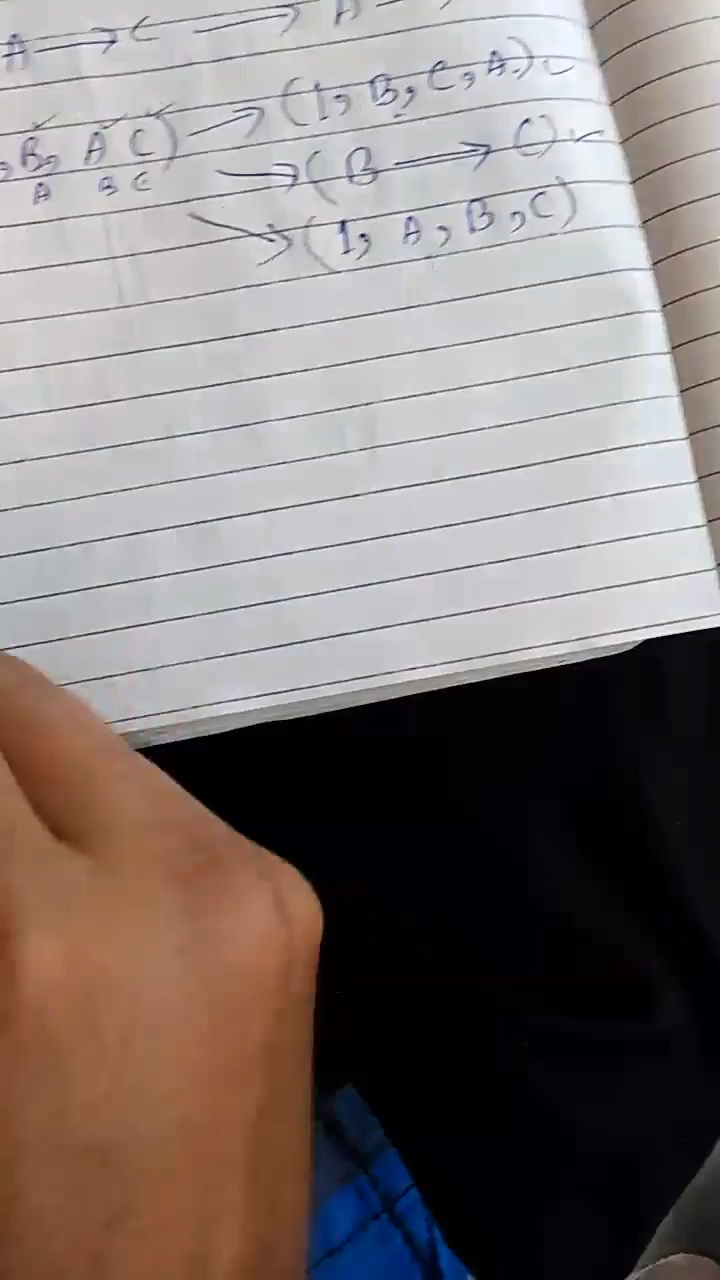 A → C → A
, B, A C) → (1, B, C, A)
A B C → (B → C)
→ (1, A, B, C)